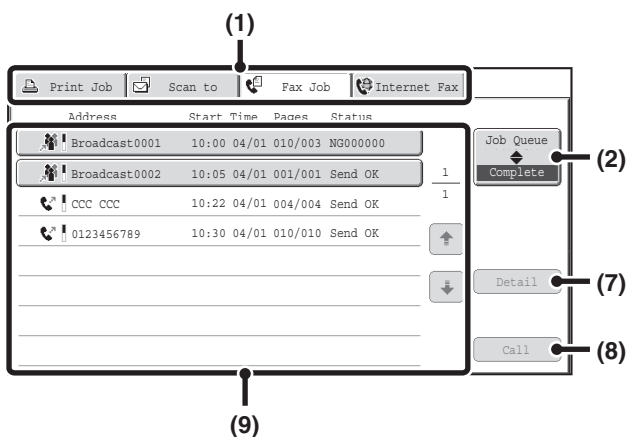 (1)
Print Job Scan to Fax Job Internet Fax
Address Start Time Pages Status
Broadcast0001 10:00 04/01 010/003 NG000000
Job Queue
Complete
(2)
Broadcast0002 10:05 04/01 001/001 Send OK
1
1
CCC CCC 10:22 04/01 004/004 Send OK
0123456789 10:30 04/01 010/010 Send OK
Detail
(7)
Call
(8)
(9)